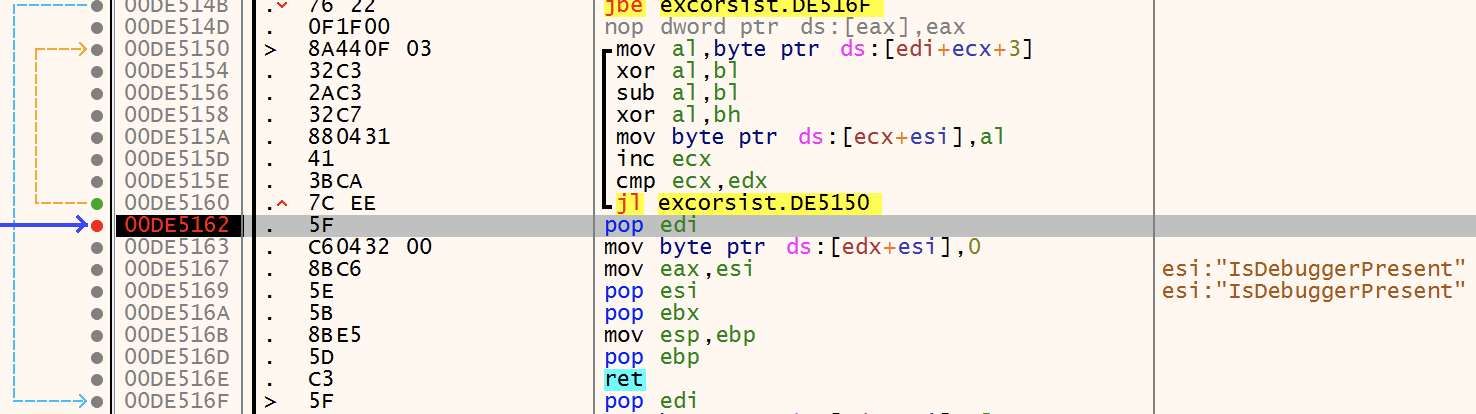 00DE514B . 76 22 jbe excorsist.DE516F
00DE514D . 0F1F00 nop dword ptr ds:[eax],eax
00DE5150 > 8A440F 03 mov al,byte ptr ds:[edi+ecx+3]
00DE5154 . 32C3 xor al,bl
00DE5156 . 2AC3 sub al,bl
00DE5158 . 32C7 xor al,bh
00DE515A . 880431 mov byte ptr ds:[ecx+esi],al
00DE515D . 41 inc ecx
00DE515E . 3BCA cmp ecx,edx
00DE5160 . 7C EE jl excorsist.DE5150
00DE5162 . 5F pop edi
00DE5163 . C60432 00 mov byte ptr ds:[edx+esi],0
00DE5167 . 8BC6 mov eax,esi esi:"IsDebuggerPresent"
00DE5169 . 5E pop esi esi:"IsDebuggerPresent"
00DE516A . 5B pop ebx
00DE516B . 8BE5 mov esp,ebp
00DE516D . 5D pop ebp
00DE516E . C3 ret
00DE516F > 5F pop edi